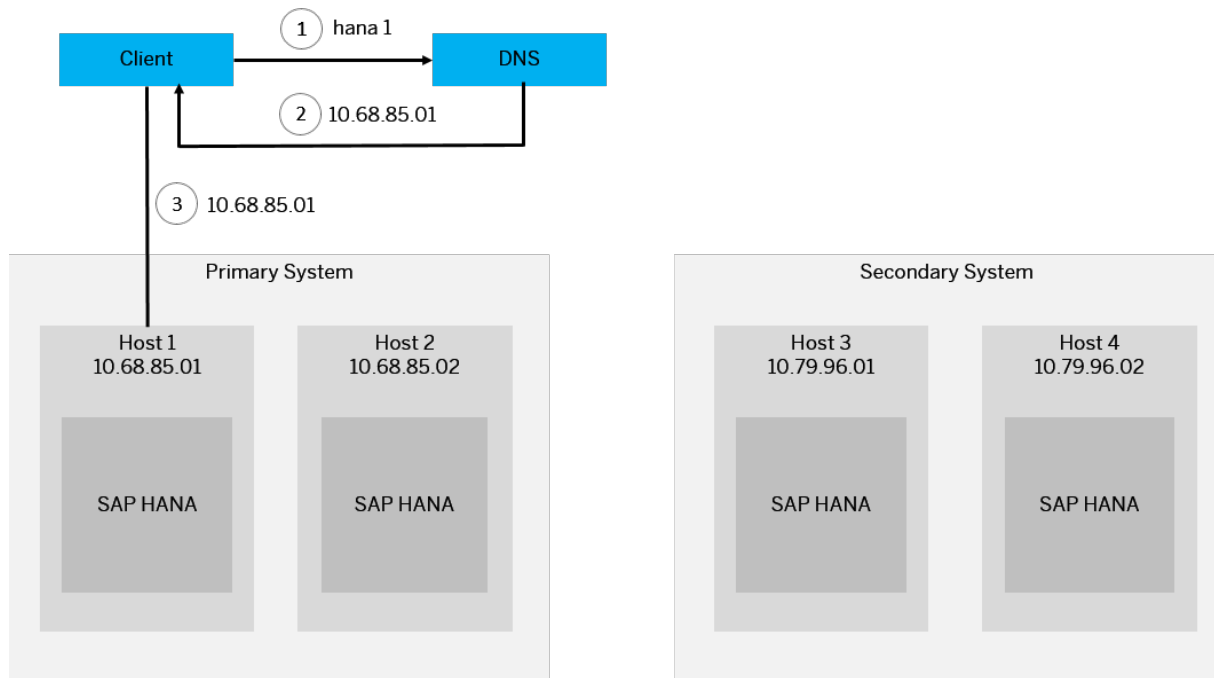 1 hana 1
Client
DNS
2 10.68.85.01
3 10.68.85.01
Primary System
Host 1
10.68.85.01
SAP HANA
Host 2
10.68.85.02
SAP HANA
Secondary System
Host 3
10.79.96.01
SAP HANA
Host 4
10.79.96.02
SAP HANA